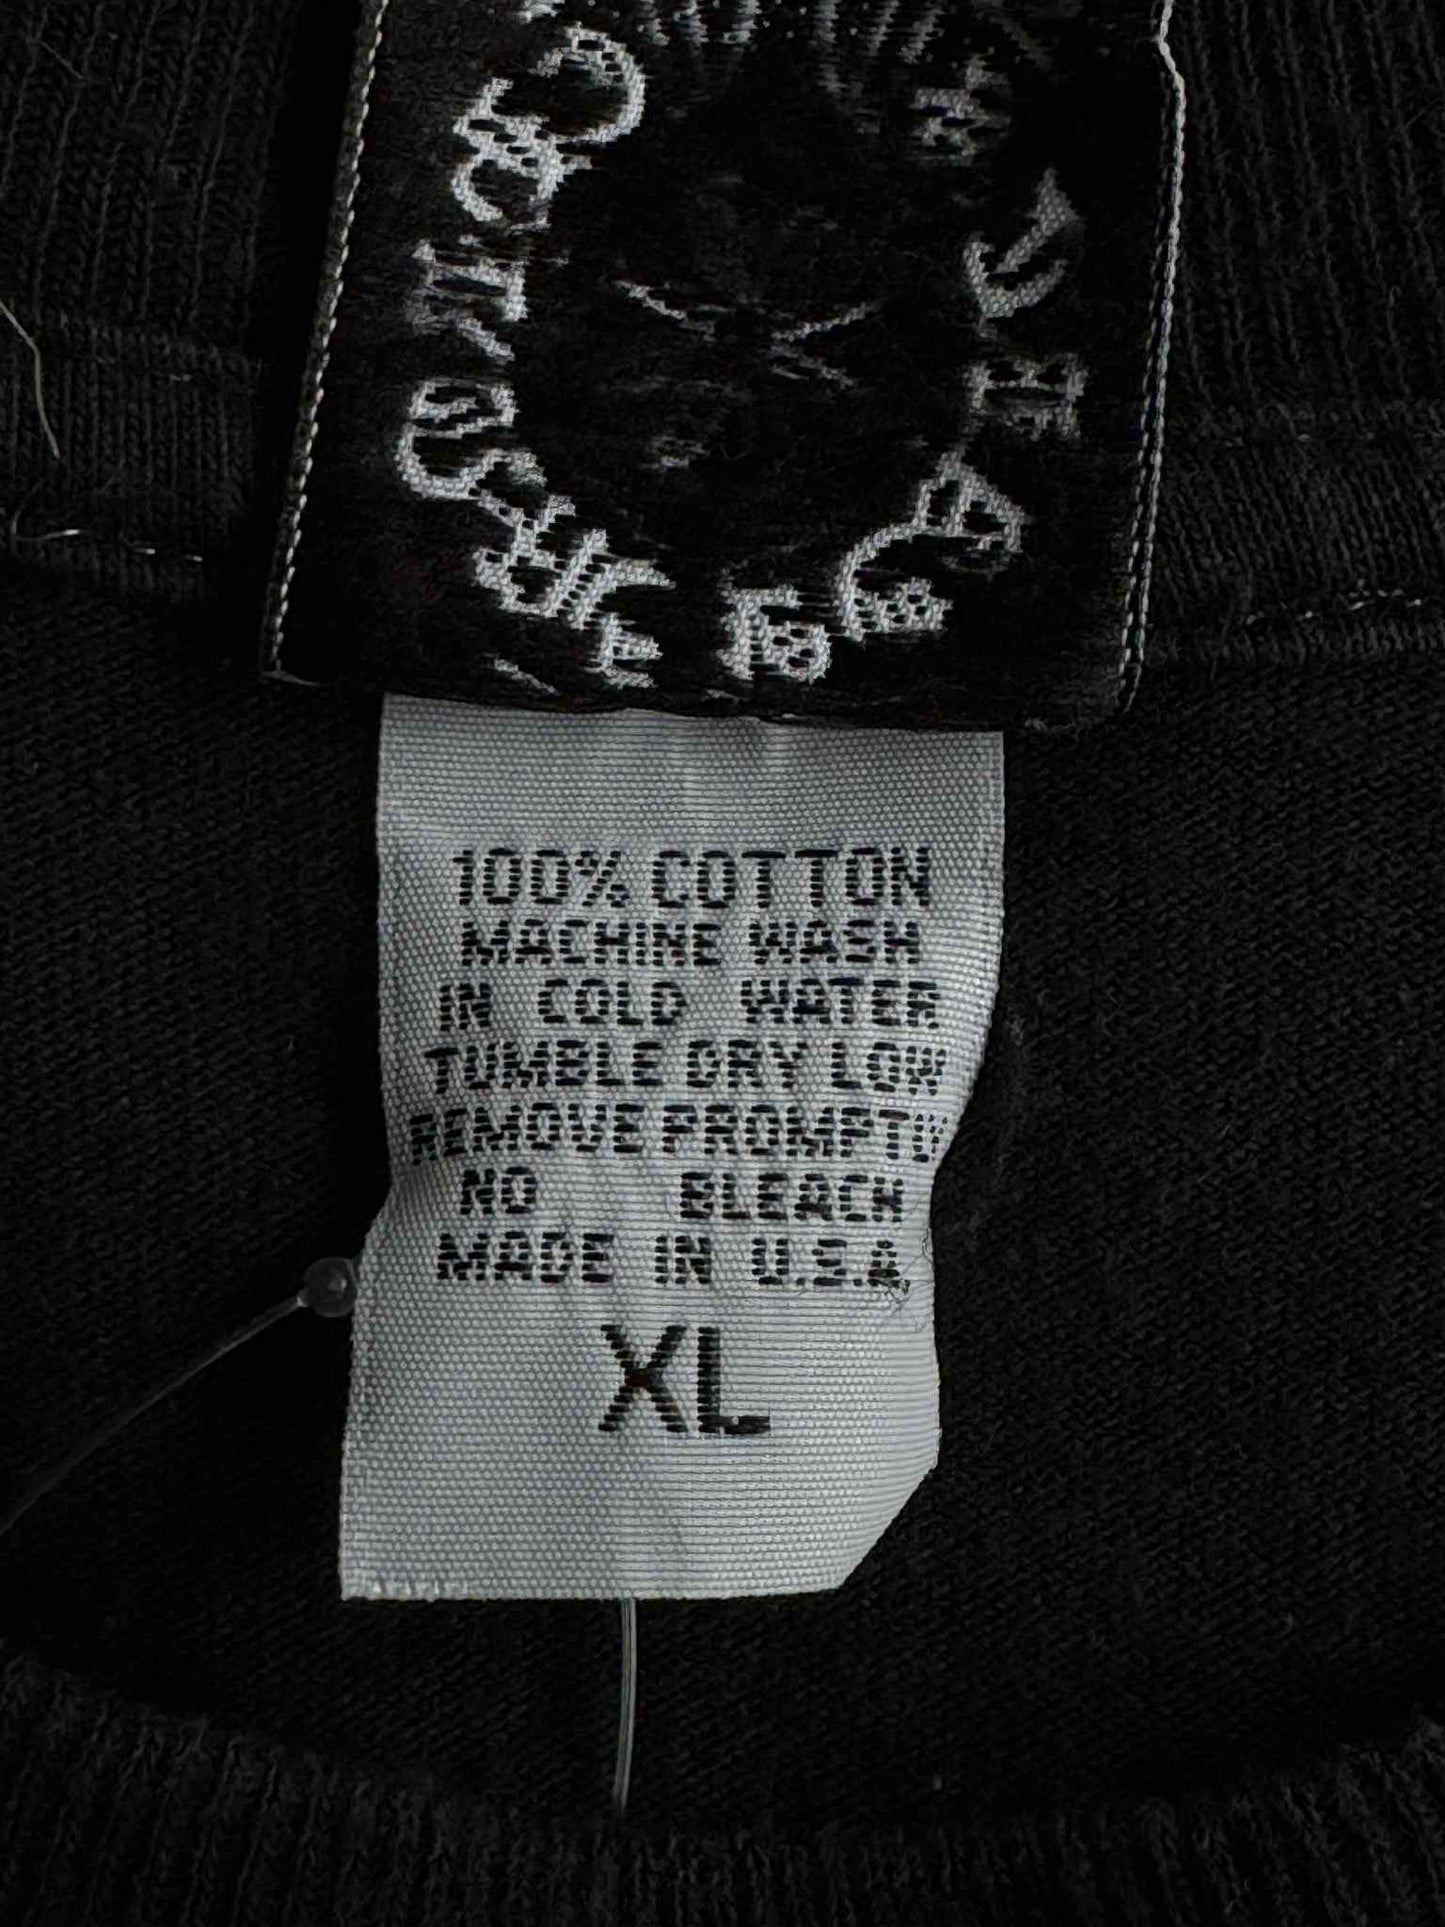 100% COTTON
MACHINE WASH
IN COLD WATER
TUMBLE DRY LOW
REMOVE PROMPTLY
NO BLEACH
MADE IN U.S.A.
XL